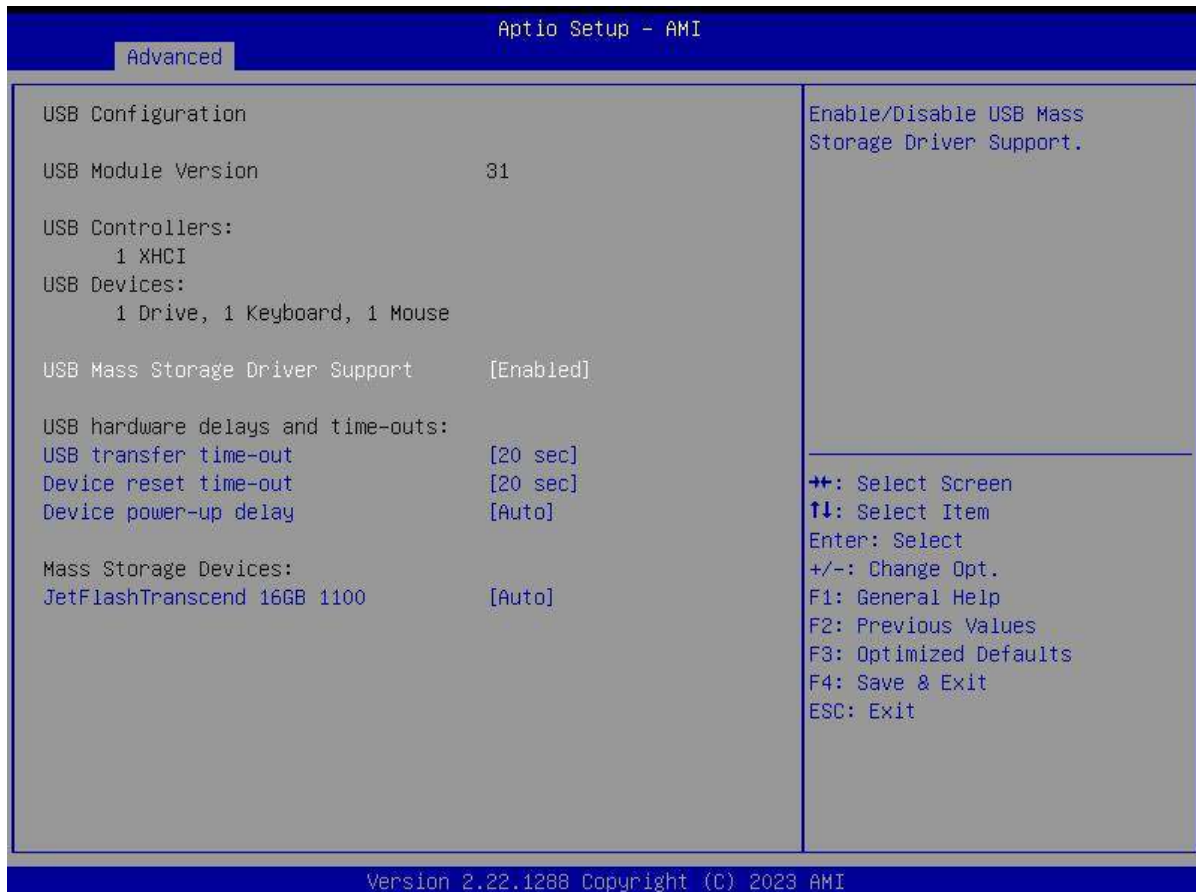 Aptio Setup - AMI
Advanced
USB Configuration
USB Module Version 31
USB Controllers:
1 XHCI
USB Devices:
1 Drive, 1 Keyboard, 1 Mouse
USB Mass Storage Driver Support [Enabled]
USB hardware delays and time-outs:
USB transfer time-out [20 sec]
Device reset time-out [20 sec]
Device power-up delay [Auto]
Mass Storage Devices:
JetFlashTranscend 16GB 1100 [Auto]
Enable/Disable USB Mass
Storage Driver Support.
→←: Select Screen
↑↓: Select Item
Enter: Select
+/-: Change Opt.
F1: General Help
F2: Previous Values
F3: Optimized Defaults
F4: Save & Exit
ESC: Exit
Version 2.22.1288 Copyright (C) 2023 AMI